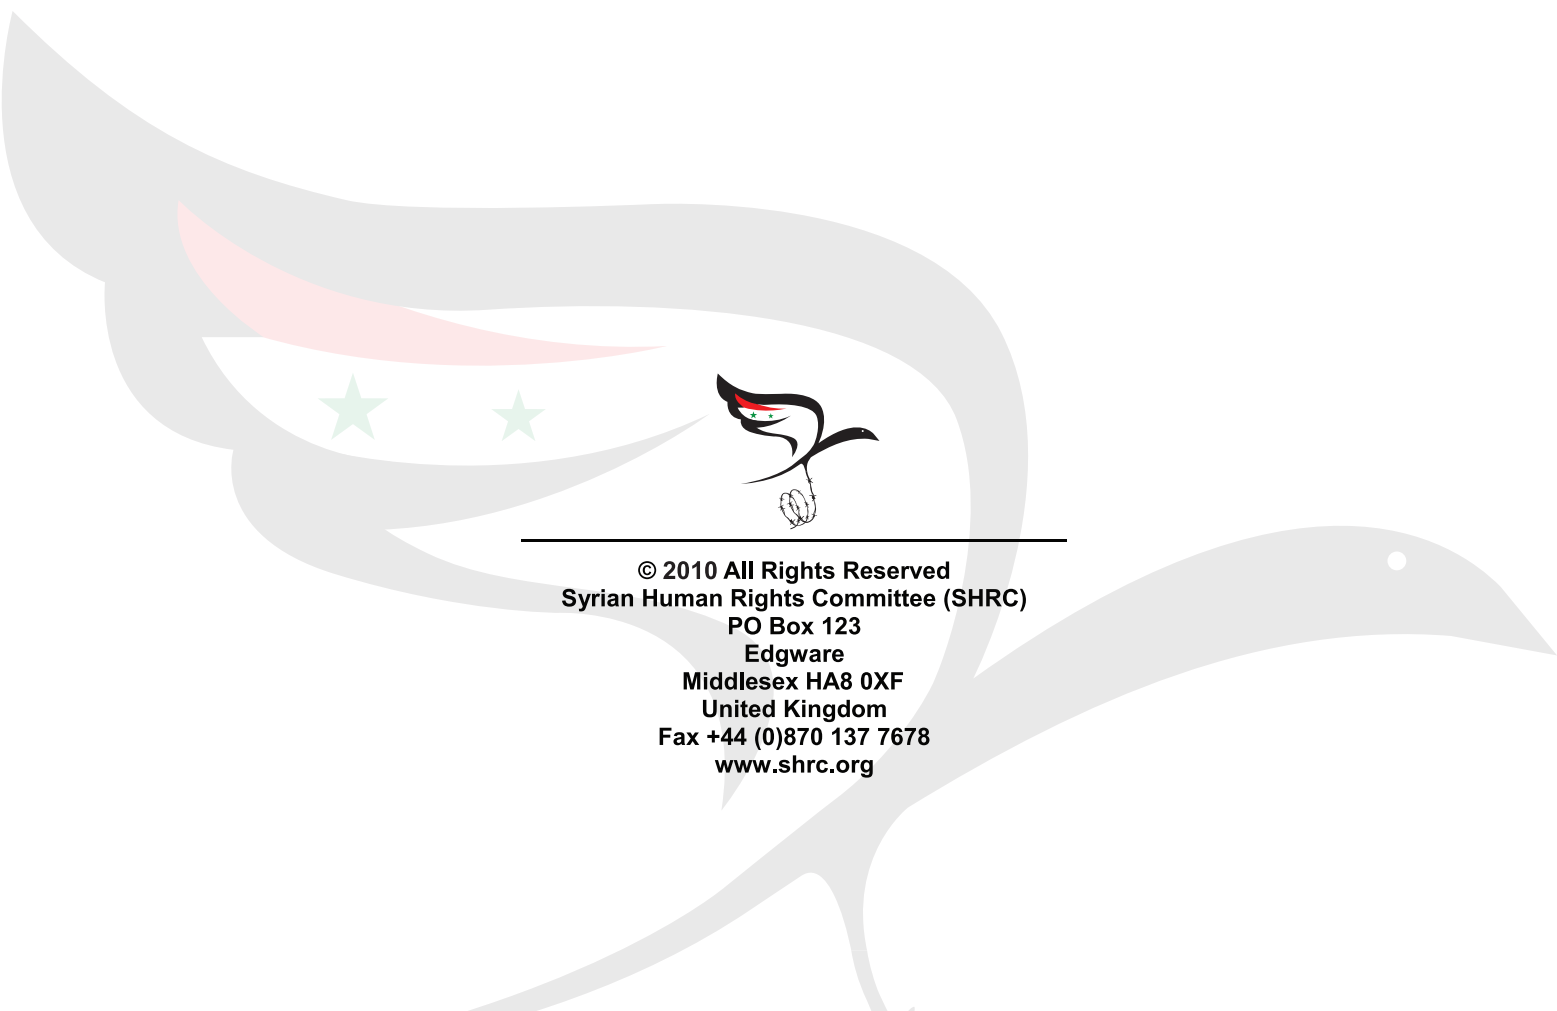 © 2010 All Rights Reserved
Syrian Human Rights Committee (SHRC)
PO Box 123
Edgware
Middlesex HA8 0XF
United Kingdom
Fax +44 (0)870 137 7678
www.shrc.org